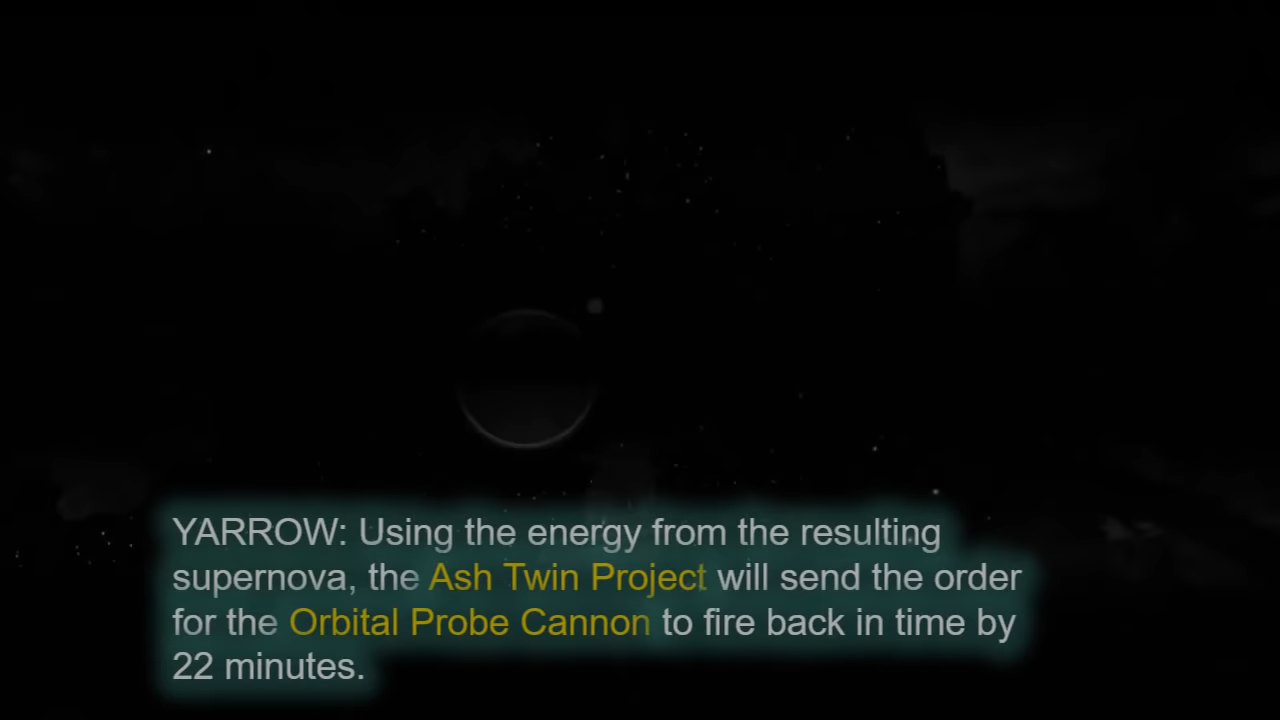 YARROW: Using the energy from the resulting
supernova, the Ash Twin Project will send the order
for the Orbital Probe Cannon to fire back in time by
22 minutes.